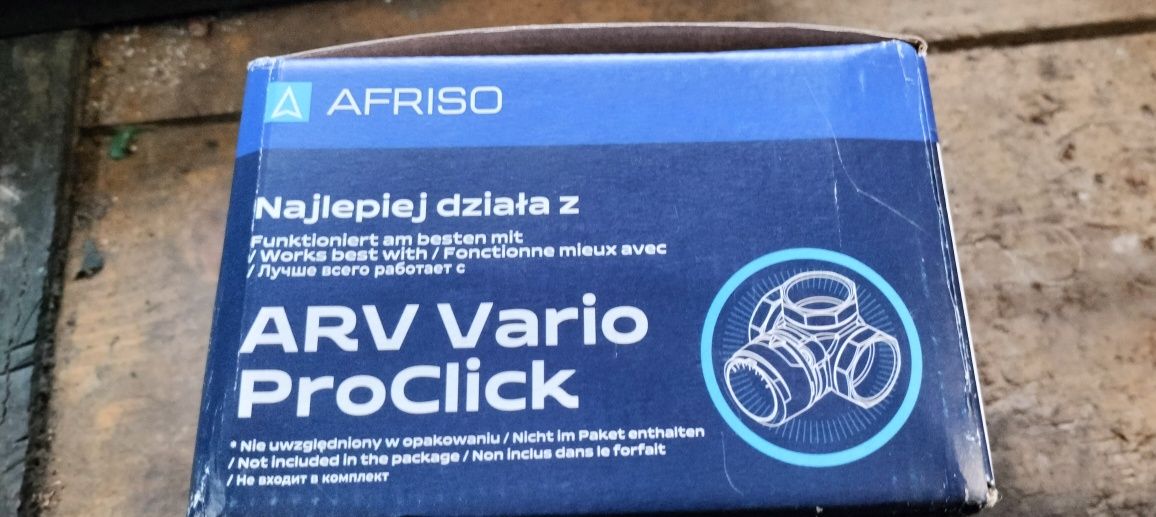 AFRISO
Najlepiej działa z
Funktioniert am besten mit
/ Works best with / Fonctionne mieux avec
/ Лучше всего работает с
ARV Vario
ProClick
* Nie uwzględniony w opakowaniu / Nicht im Paket enthalten
/ Not included in the package / Non inclus dans le forfait
/ Не входит в комплект